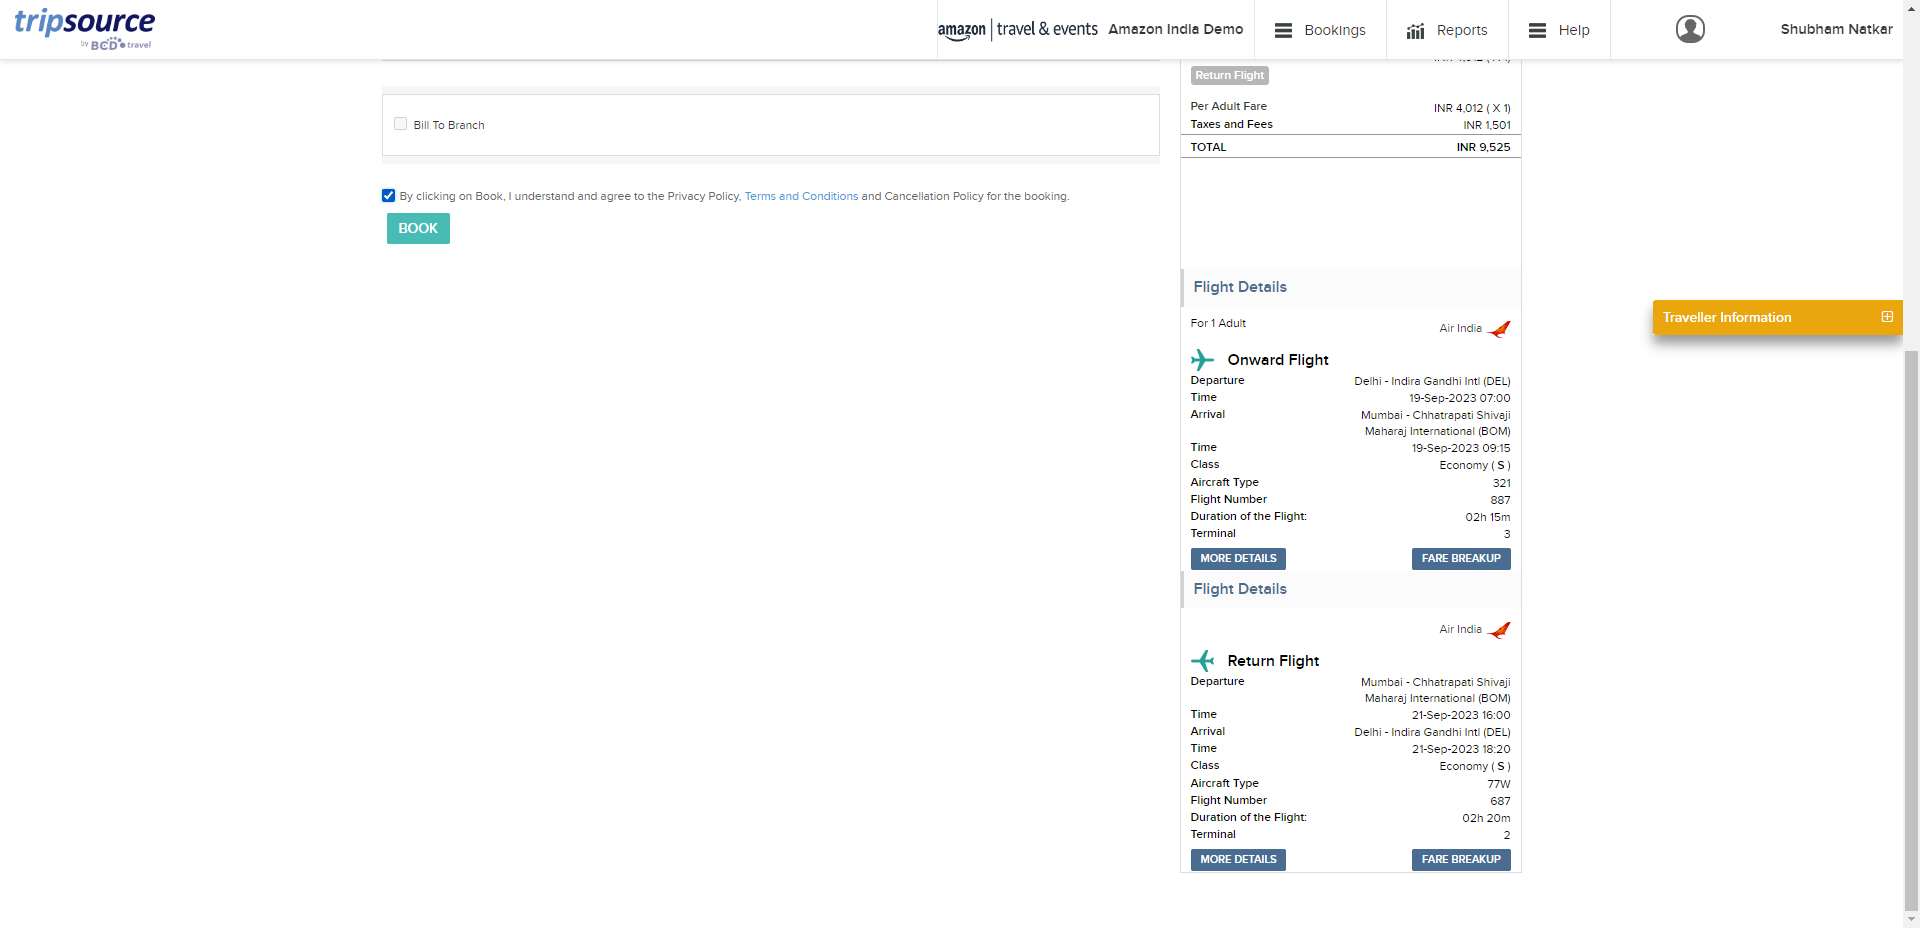 tripsource
by BCD travel
amazon travel & events
Amazon India Demo
Bookings
Reports
Help
Shubham Natkar
Return Flight
Per Adult Fare INR 4,012 ( X 1)
Taxes and Fees INR 1,501
TOTAL INR 9,525
Bill To Branch
By clicking on Book, I understand and agree to the Privacy Policy, Terms and Conditions and Cancellation Policy for the booking.
BOOK
Flight Details
For 1 Adult Air India
Onward Flight
Departure Delhi - Indira Gandhi Intl (DEL)
Time 19-Sep-2023 07:00
Arrival Mumbai - Chhatrapati Shivaji
Maharaj International (BOM)
Time 19-Sep-2023 09:15
Class Economy ( S )
Aircraft Type 321
Flight Number 887
Duration of the Flight: 02h 15m
Terminal 3
MORE DETAILS FARE BREAKUP
Flight Details
Air India
Return Flight
Departure Mumbai - Chhatrapati Shivaji
Maharaj International (BOM)
Time 21-Sep-2023 16:00
Arrival Delhi - Indira Gandhi Intl (DEL)
Time 21-Sep-2023 18:20
Class Economy ( S )
Aircraft Type 77W
Flight Number 687
Duration of the Flight: 02h 20m
Terminal 2
MORE DETAILS FARE BREAKUP
Traveller Information